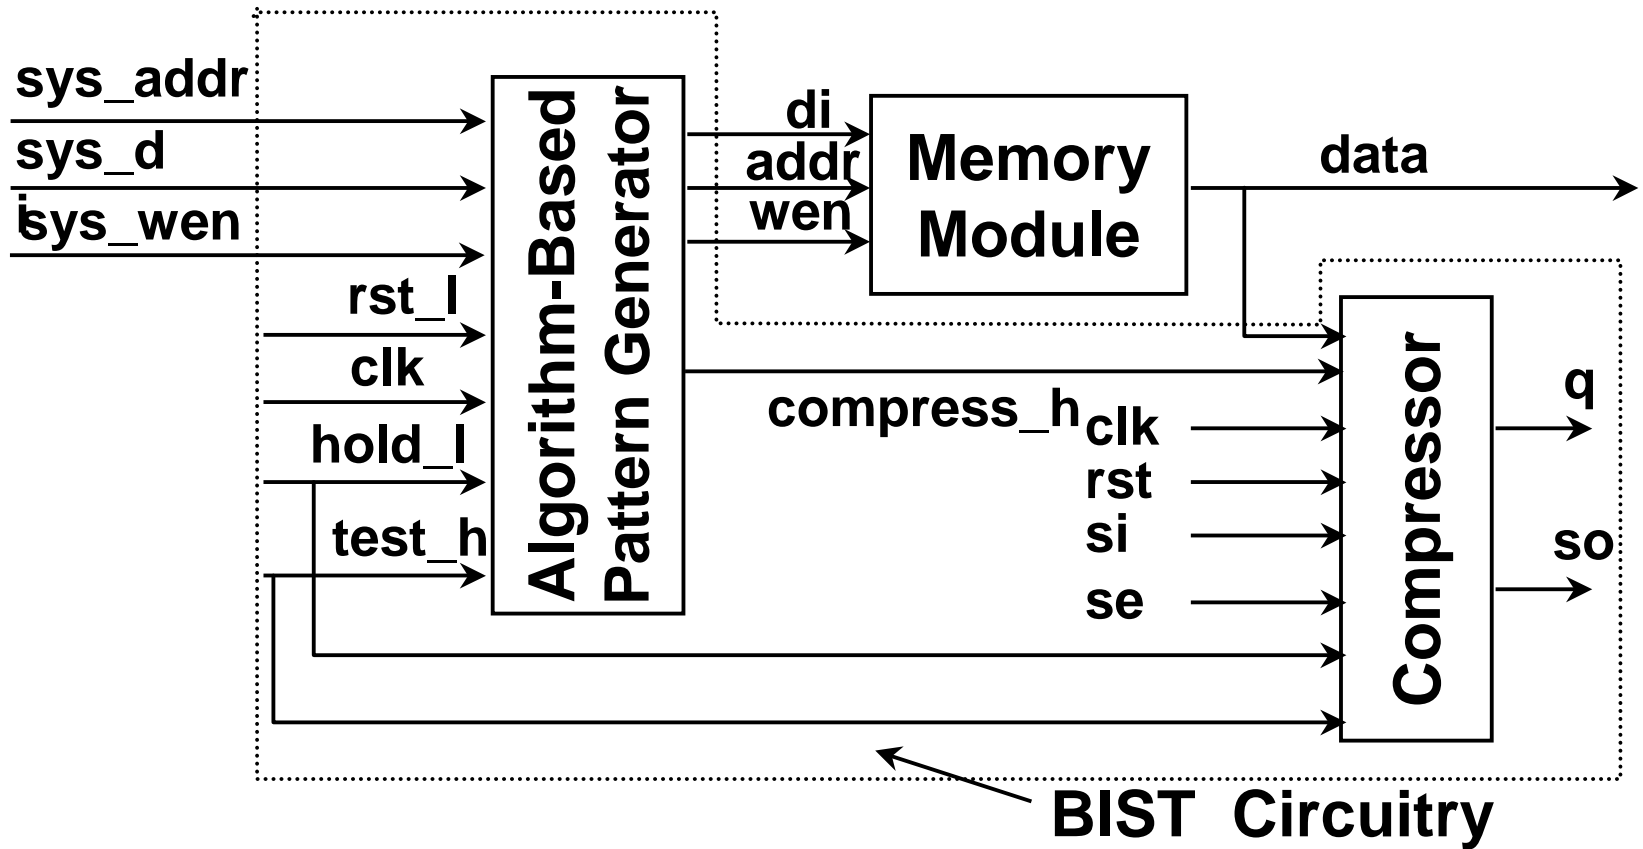 sys_addr
sys_d
i
sys_wen
rst_l
clk
hold_l
test_h
Algorithm-Based
Pattern Generator
di
addr
wen
Memory
Module
data
compress_h
clk
rst
si
se
Compressor
q
so
BIST Circuitry